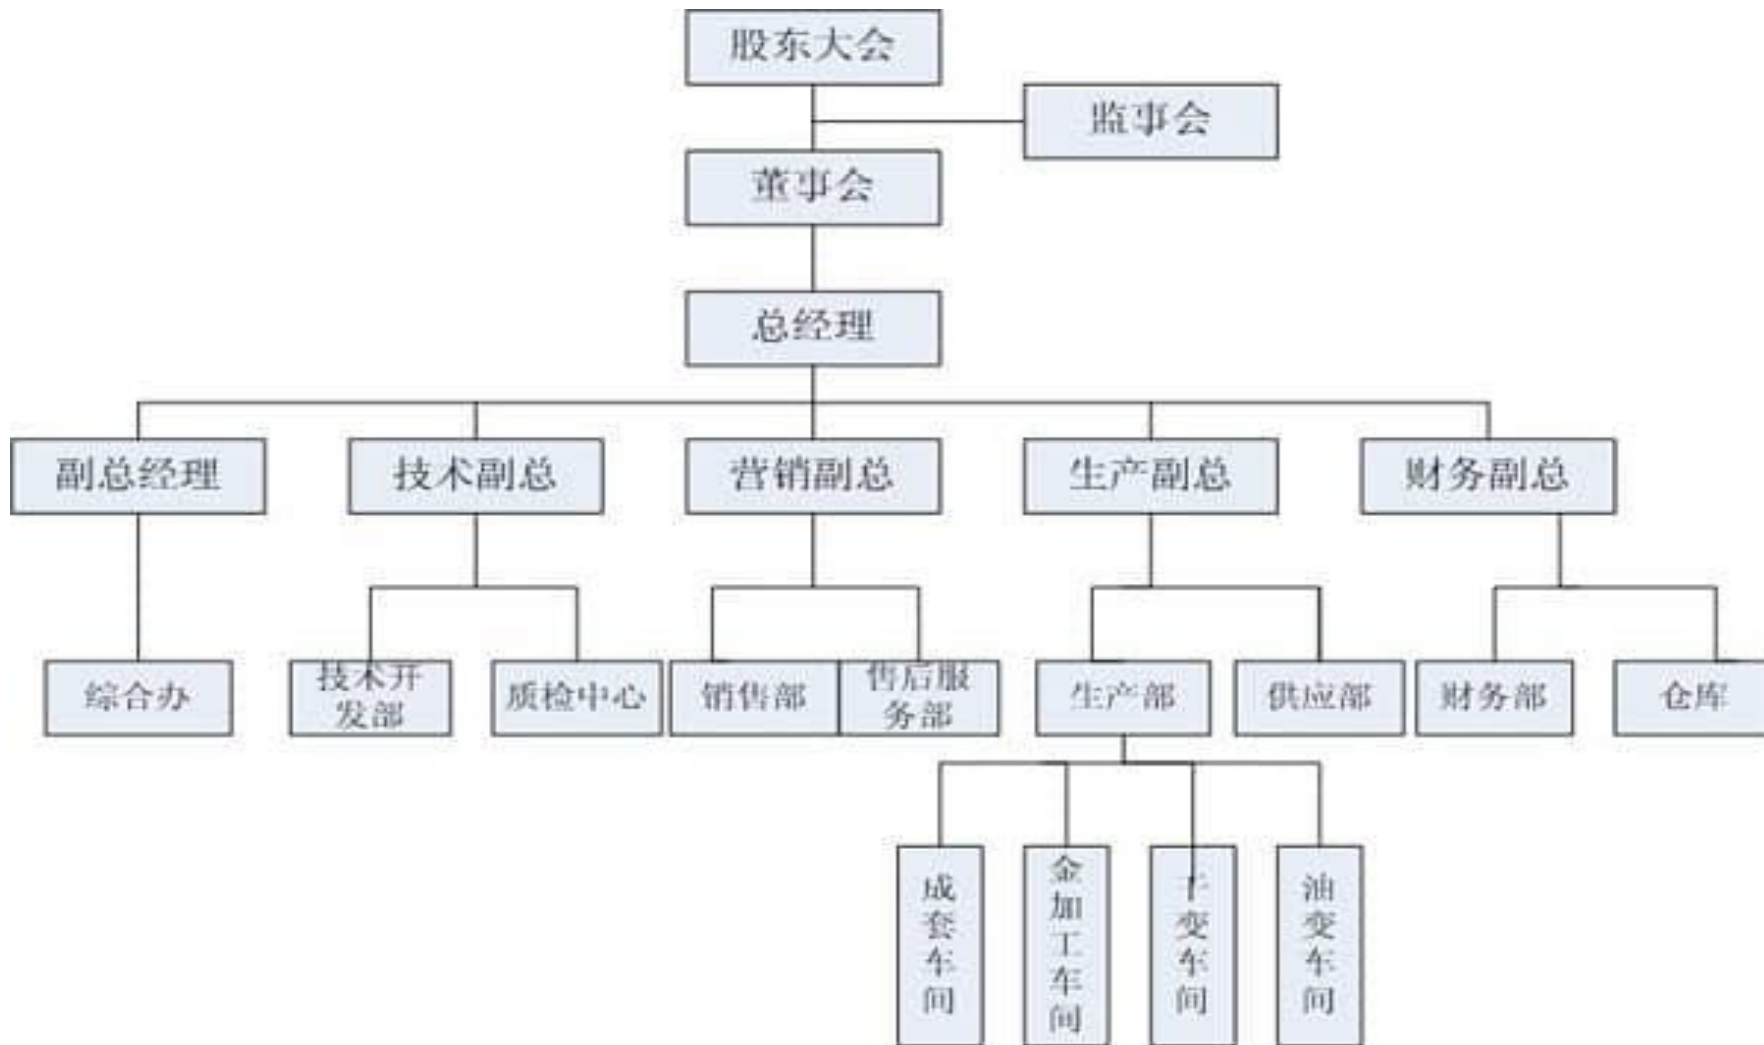 股东大会
监事会
董事会
总经理
副总经理
技术副总
营销副总
生产副总
财务副总
综合办
技术开
发部
质检中心
销售部
售后服
务部
生产部
供应部
财务部
仓库
成套车间
金加工车间
干变车间
油变车间